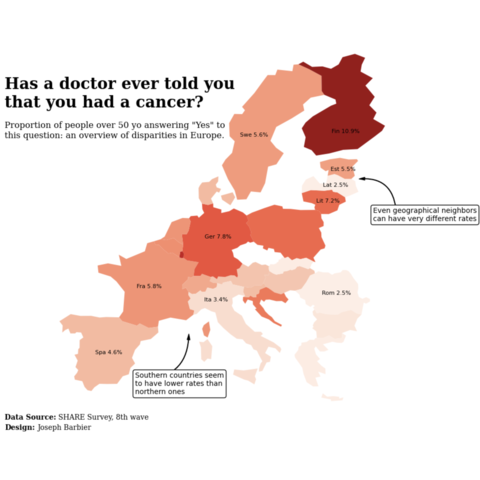 Has a doctor ever told you
that you had a cancer?
Proportion of people over 50 yo answering "Yes" to
this question: an overview of disparities in Europe.
Fin 10.9%
Swe 5.6%
Est 5.5%
Lat 2.5%
Lit 7.2%
Even geographical neighbors
can have very different rates
Ger 7.8%
Fra 5.8%
Rom 2.5%
Ita 3.4%
Spa 4.6%
Southern countries seem
to have lower rates than
northern ones
Data Source: SHARE Survey, 8th wave
Design: Joseph Barbier